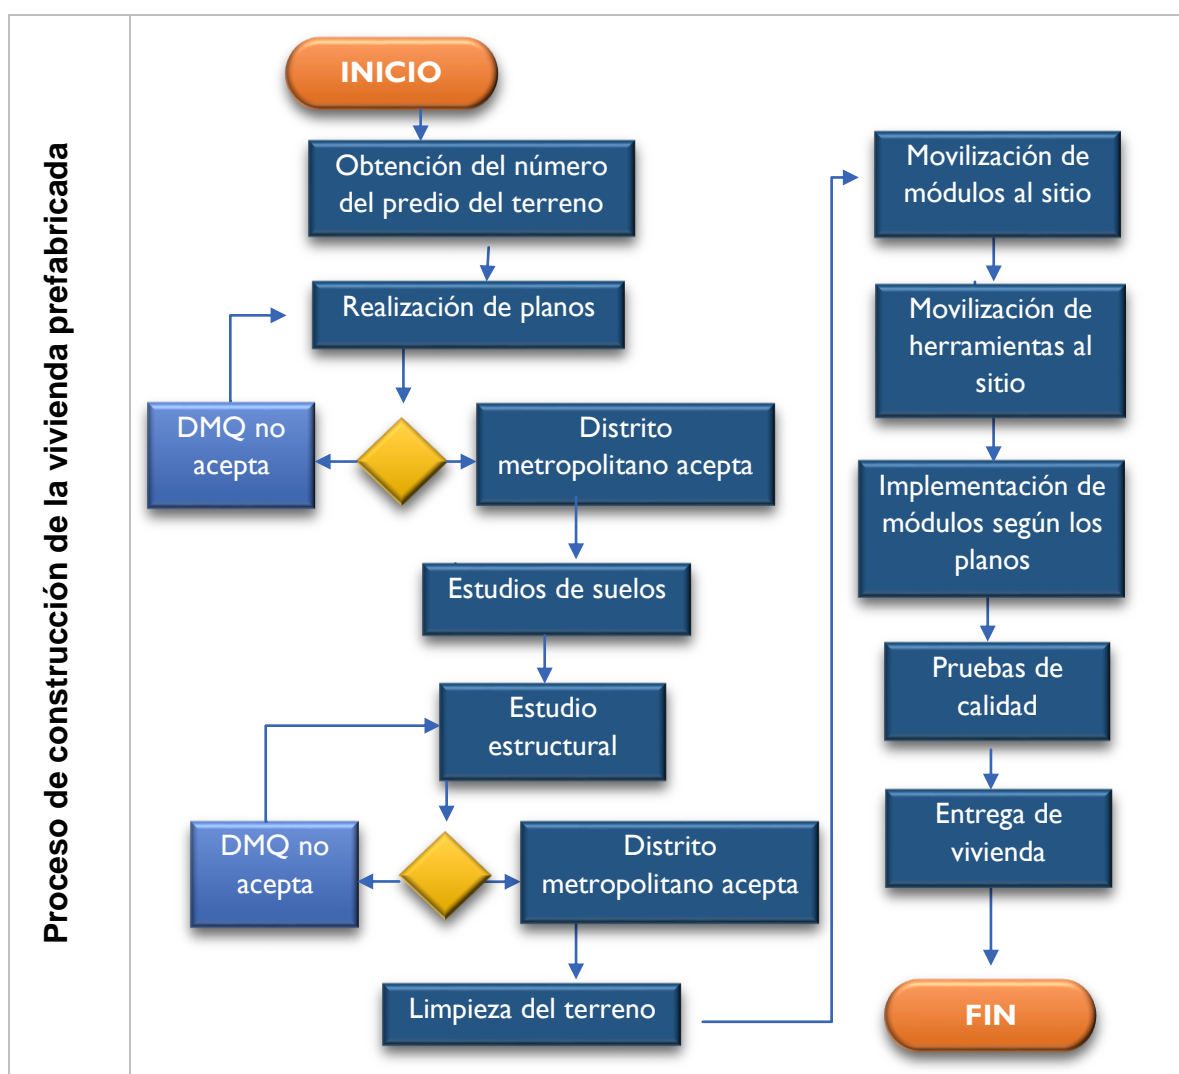 Proceso de construcción de la vivienda prefabricada
INICIO
Obtención del número
del predio del terreno
Realización de planos
DMQ no
acepta
Distrito
metropolitano acepta
Estudios de suelos
Estudio
estructural
DMQ no
acepta
Distrito
metropolitano acepta
Limpieza del terreno
Movilización de
módulos al sitio
Movilización de
herramientas al
sitio
Implementación de
módulos según los
planos
Pruebas de
calidad
Entrega de
vivienda
FIN